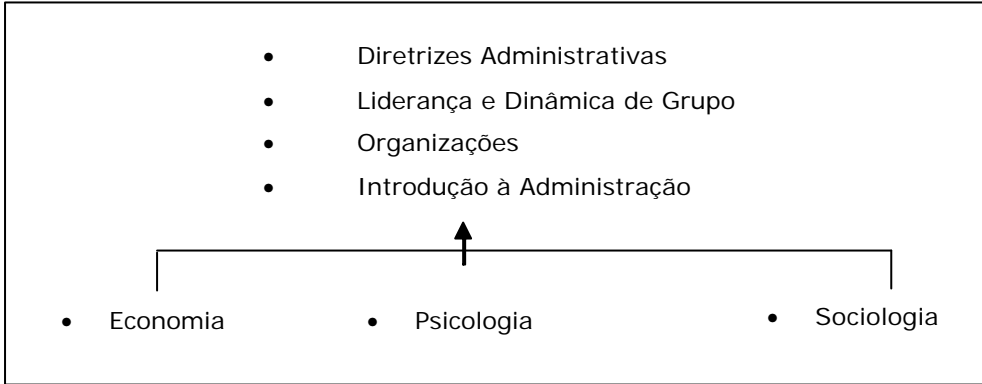 • Diretrizes Administrativas
• Liderança e Dinâmica de Grupo
• Organizações
• Introdução à Administração
• Economia • Psicologia • Sociologia